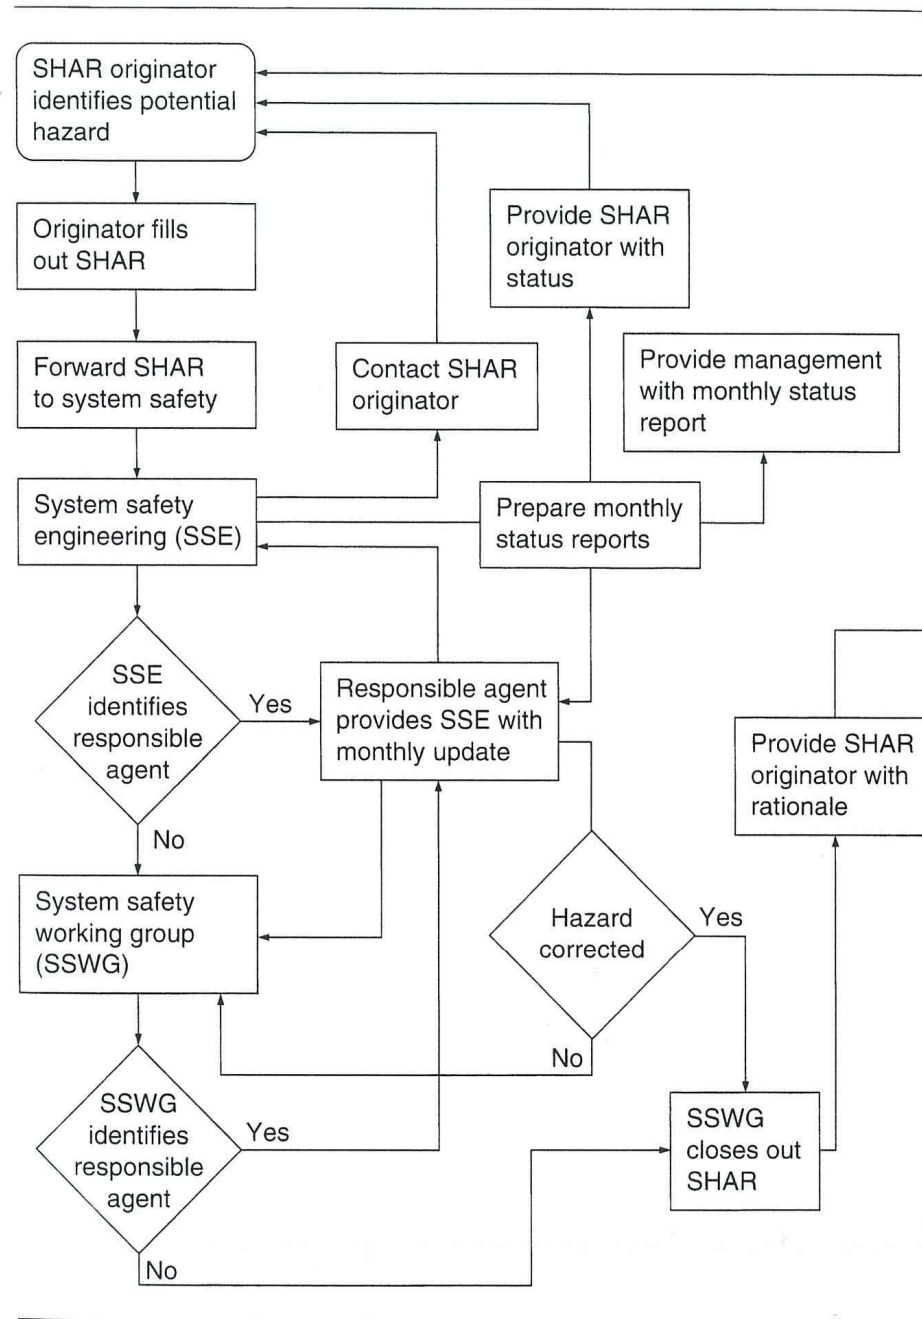 SHAR originator
identifies potential
hazard
Originator fills
out SHAR
Provide SHAR
originator with
status
Forward SHAR
to system safety
Contact SHAR
originator
Provide management
with monthly status
report
System safety
engineering (SSE)
Prepare monthly
status reports
SSE
identifies
responsible
agent
Yes
Responsible agent
provides SSE with
monthly update
Provide SHAR
originator with
rationale
No
System safety
working group
(SSWG)
Hazard
corrected
Yes
No
SSWG
identifies
responsible
agent
Yes
SSWG
closes out
SHAR
No